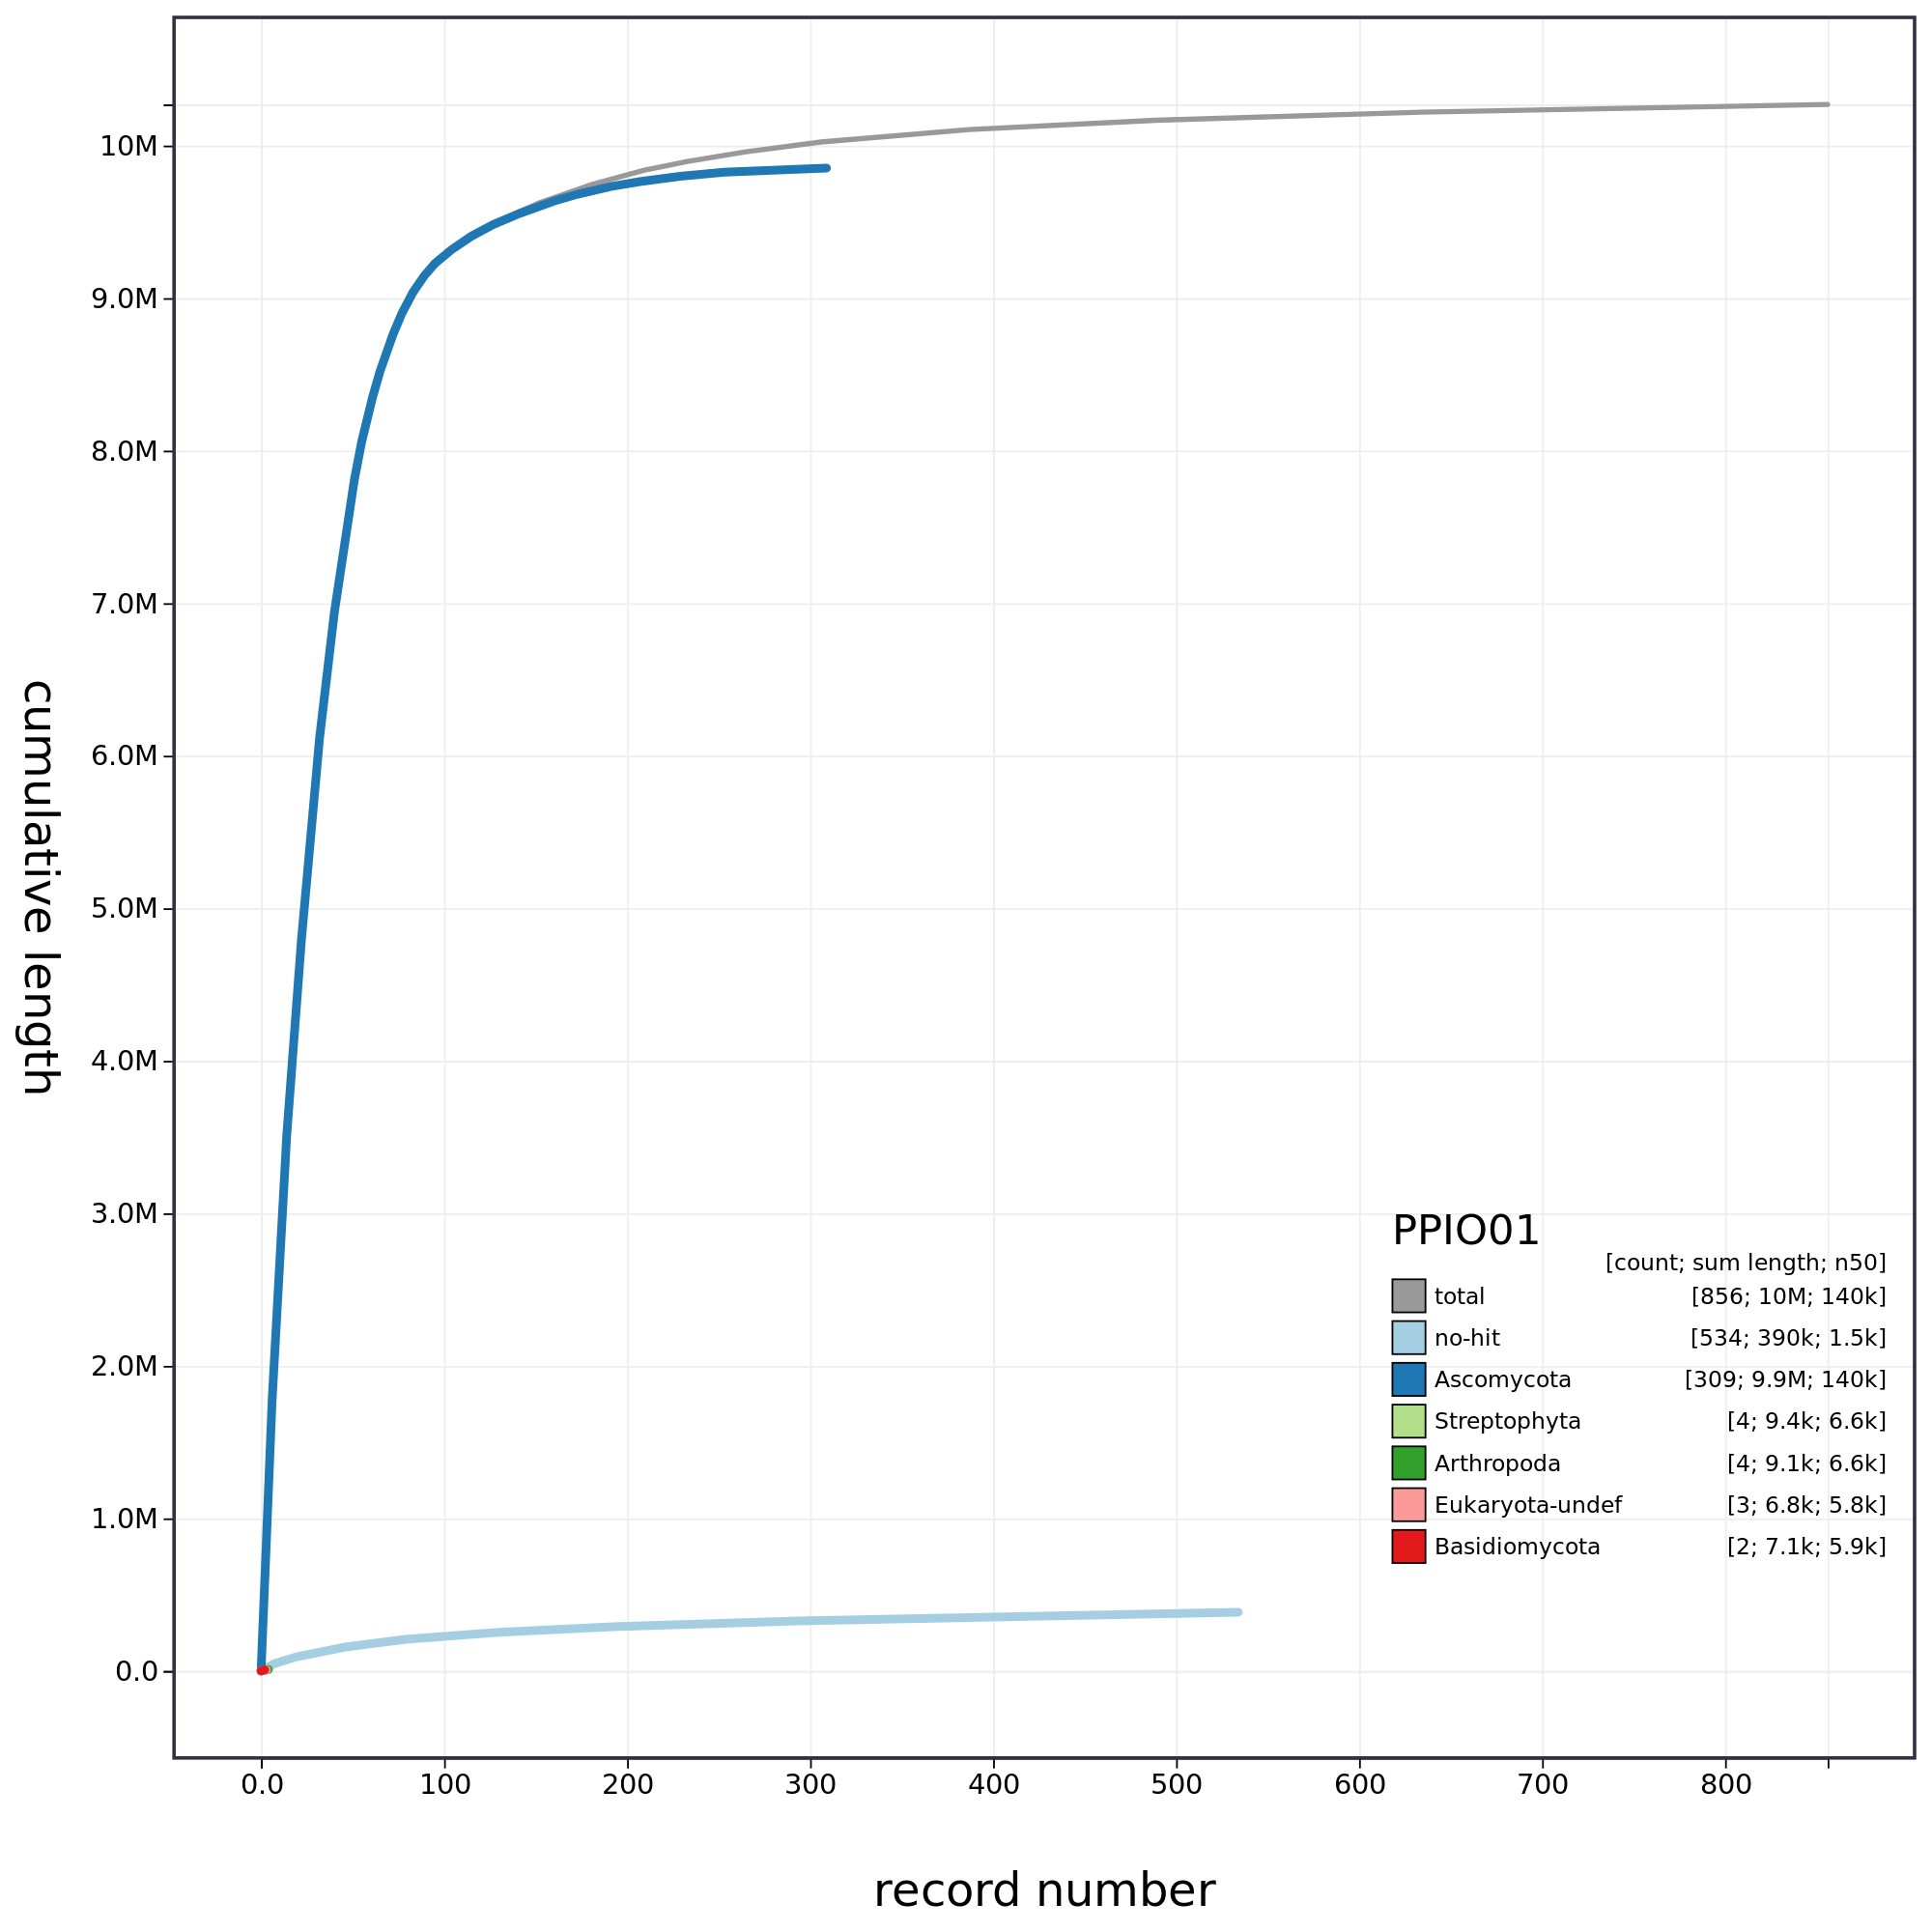 10M
9.0M
8.0M
7.0M
6.0M
5.0M
4.0M
3.0M
2.0M
1.0M
0.0
cumulative length
PPIO01
[count; sum length; n50]
total [856; 10M; 140k]
no-hit [534; 390k; 1.5k]
Ascomycota [309; 9.9M; 140k]
Streptophyta [4; 9.4k; 6.6k]
Arthropoda [4; 9.1k; 6.6k]
Eukaryota-undef [3; 6.8k; 5.8k]
Basidiomycota [2; 7.1k; 5.9k]
0.0 100 200 300 400 500 600 700 800
record number